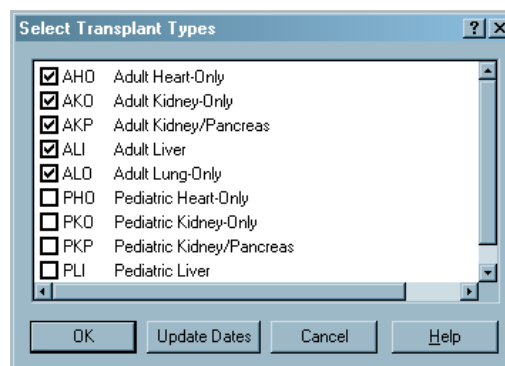 Select Transplant Types
? X
AHO Adult Heart-Only
AKO Adult Kidney-Only
AKP Adult Kidney/Pancreas
ALI Adult Liver
ALO Adult Lung-Only
PHO Pediatric Heart-Only
PKO Pediatric Kidney-Only
PKP Pediatric Kidney/Pancreas
PLI Pediatric Liver
OK Update Dates Cancel Help